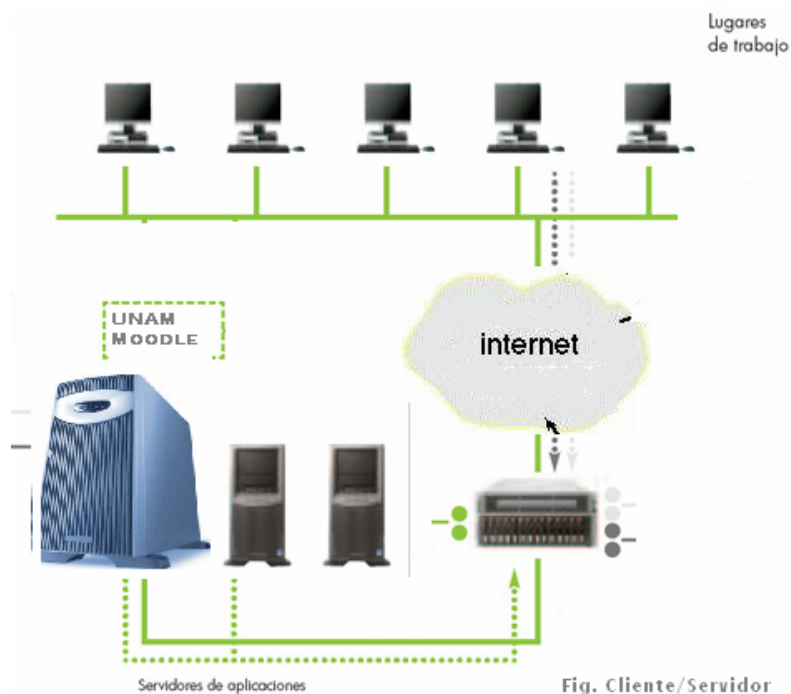 Lugares
de trabajo
UNAM
MOODLE
internet
Servidores de aplicaciones
Fig. Cliente/Servidor